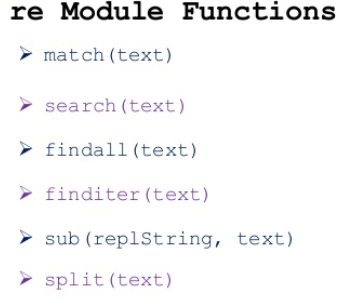 re Module Functions
➢ match(text)
➢ search(text)
➢ findall(text)
➢ finditer(text)
➢ sub(replString, text)
➢ split(text)